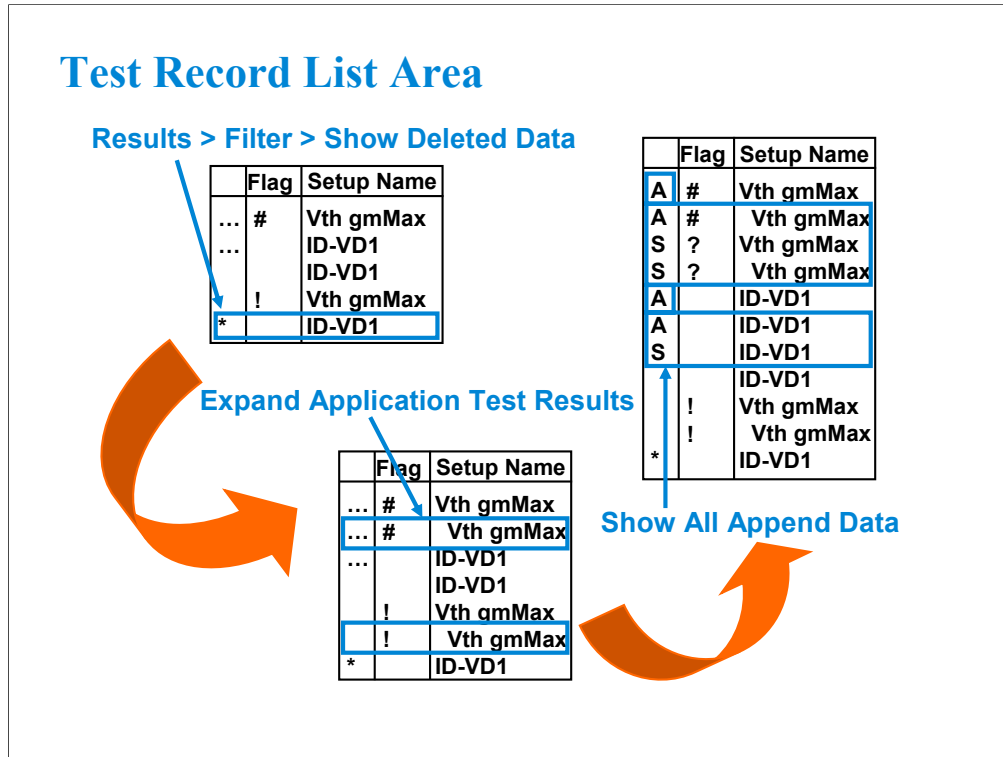 Test Record List Area
Results > Filter > Show Deleted Data
Flag Setup Name
... # Vth gmMax
... ID-VD1
ID-VD1
! Vth gmMax
* ID-VD1
Expand Application Test Results
Flag Setup Name
... # Vth gmMax
... # Vth gmMax
... ID-VD1
ID-VD1
! Vth gmMax
! Vth gmMax
* ID-VD1
Flag Setup Name
A # Vth gmMax
A # Vth gmMax
S ? Vth gmMax
S ? Vth gmMax
A ID-VD1
A ID-VD1
S ID-VD1
ID-VD1
! Vth gmMax
! Vth gmMax
* ID-VD1
Show All Append Data